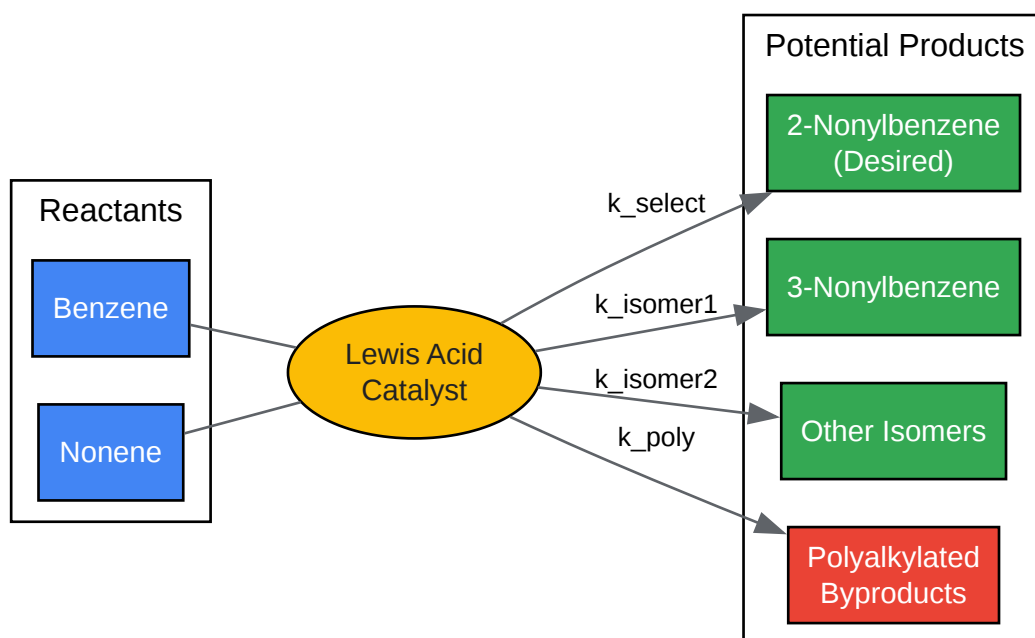 Reactants
Benzene
Nonene
Lewis Acid
Catalyst
k_select
k_isomer1
k_isomer2
k_poly
Potential Products
2-Nonylbenzene
(Desired)
3-Nonylbenzene
Other Isomers
Polyalkylated
Byproducts